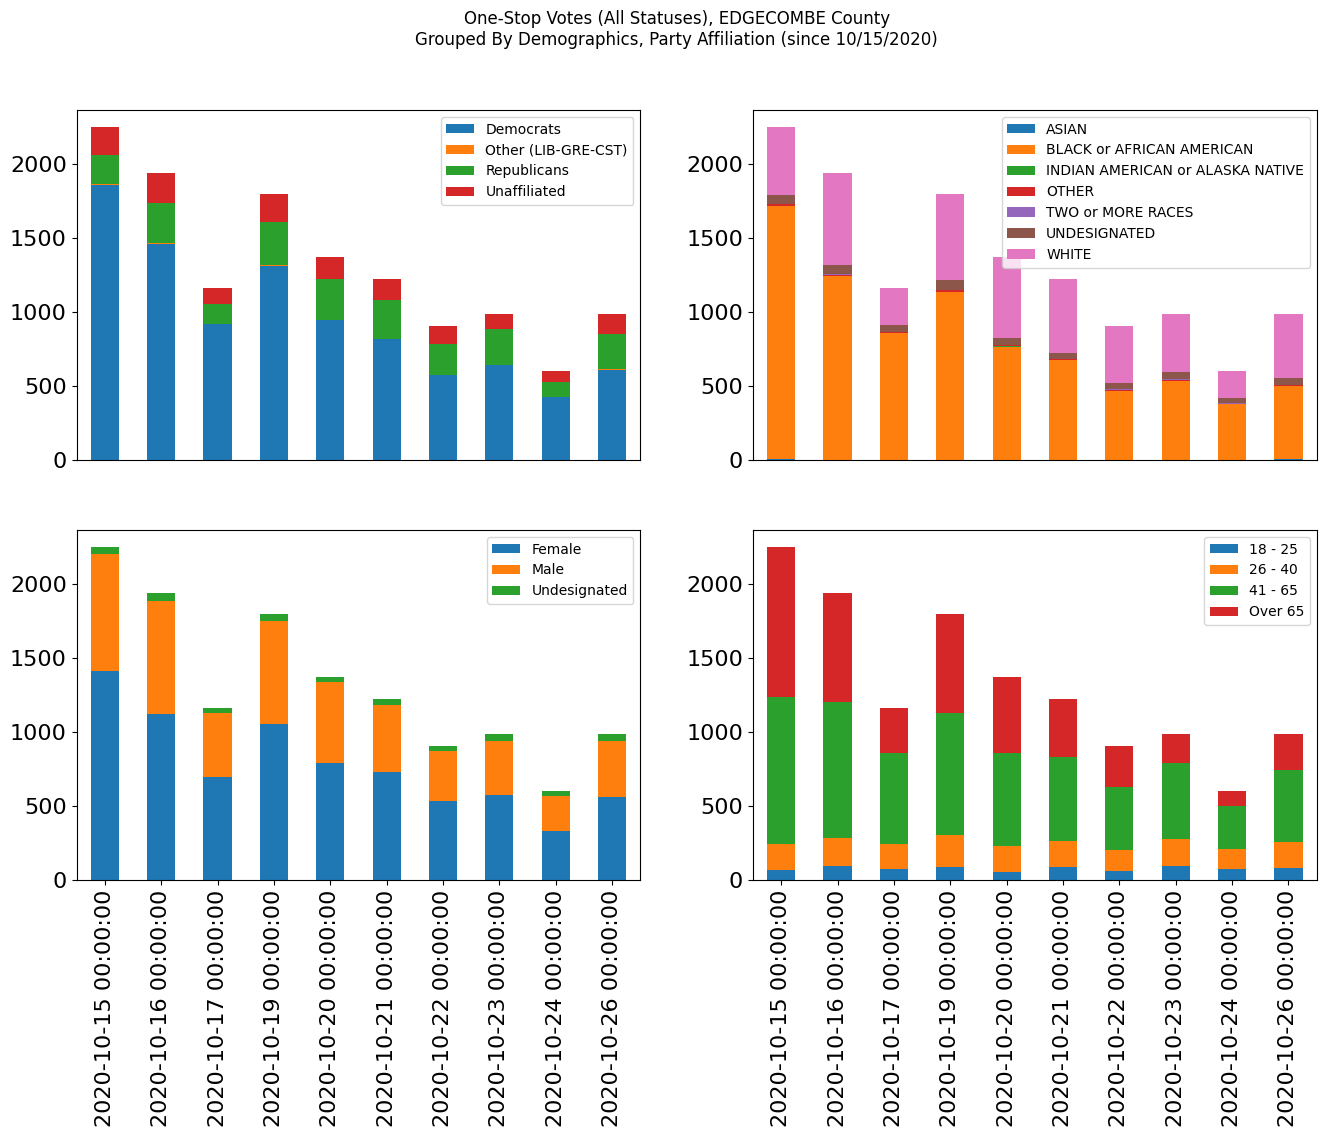 One-Stop Votes (All Statuses), EDGECOMBE County
Grouped By Demographics, Party Affiliation (since 10/15/2020)
2000
1500
1000
500
0
Democrats
Other (LIB-GRE-CST)
Republicans
Unaffiliated
2000
1500
1000
500
0
ASIAN
BLACK or AFRICAN AMERICAN
INDIAN AMERICAN or ALASKA NATIVE
OTHER
TWO or MORE RACES
UNDESIGNATED
WHITE
2000
1500
1000
500
0
Female
Male
Undesignated
2020-10-15 00:00:00
2020-10-16 00:00:00
2020-10-17 00:00:00
2020-10-19 00:00:00
2020-10-20 00:00:00
2020-10-21 00:00:00
2020-10-22 00:00:00
2020-10-23 00:00:00
2020-10-24 00:00:00
2020-10-26 00:00:00
2000
1500
1000
500
0
18 - 25
26 - 40
41 - 65
Over 65
2020-10-15 00:00:00
2020-10-16 00:00:00
2020-10-17 00:00:00
2020-10-19 00:00:00
2020-10-20 00:00:00
2020-10-21 00:00:00
2020-10-22 00:00:00
2020-10-23 00:00:00
2020-10-24 00:00:00
2020-10-26 00:00:00